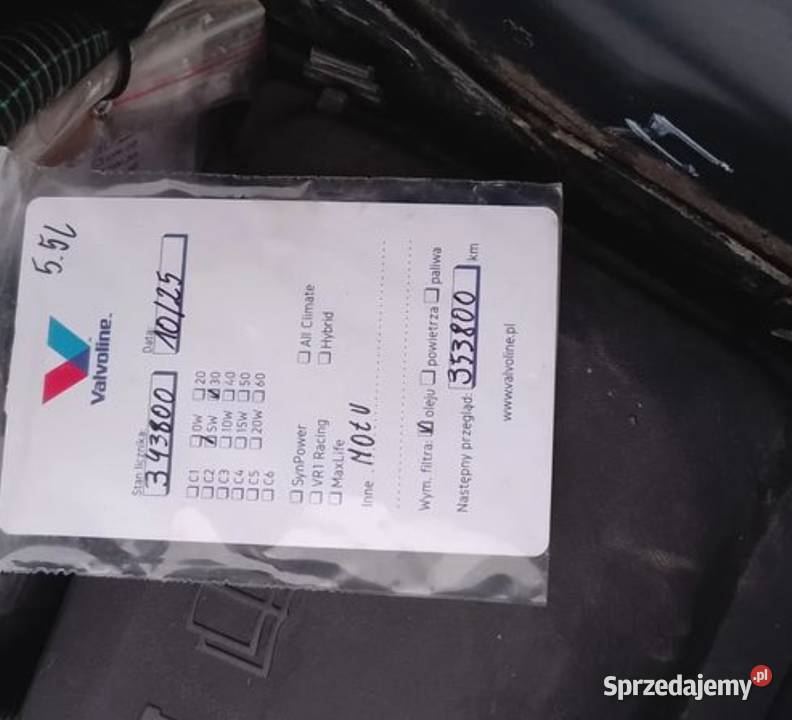 5.5L
Valvoline™
Stan licznika:
343800
Data:
10/25
C1 0W 20
C2 5W 30
C3 10W 40
C4 15W 50
C5 20W 60
C6
SynPower All Climate
VR1 Racing Hybrid
MaxLife
Inne MOTU
Wym. filtra: oleju powietrza paliwa
Następny przegląd: 353800 km
www.valvoline.pl
Sprzedajemy.pl